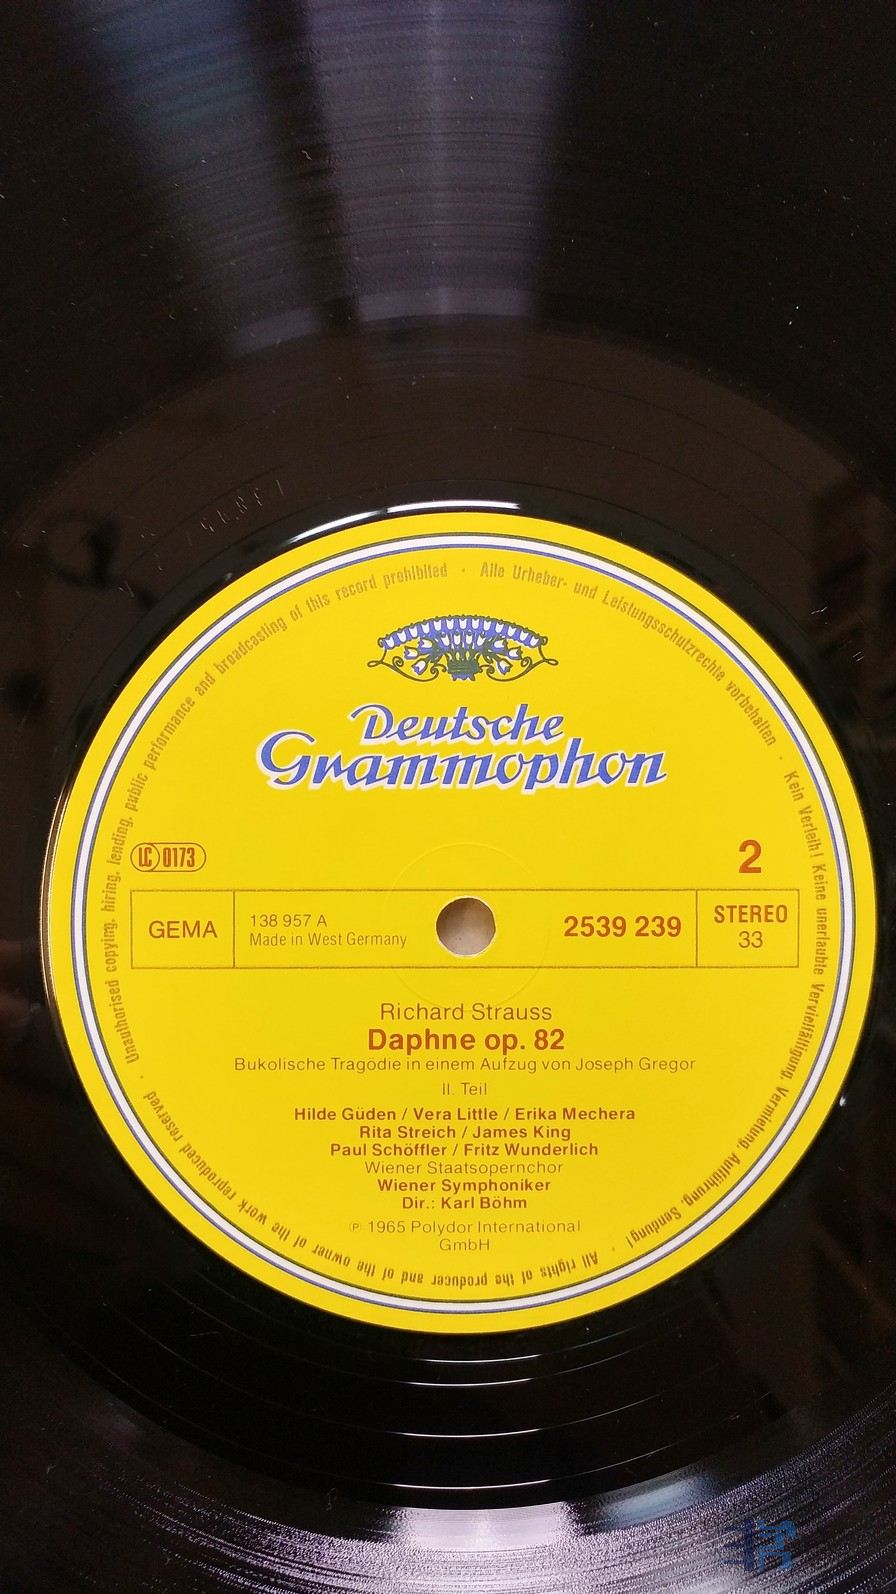 Unauthorised copying, hiring, lending, public performance and broadcasting of this record prohibited · Alle Urheber- und Leistungsschutzrechte vorbehalten · Kein Verleih! Keine unerlaubte Vervielfältigung, Vermietung, Aufführung, Sendung! · All rights of the producer and of the owner of the work reproduced reserved ·
Deutsche
Grammophon
LC 0173
2
GEMA
138 957 A
Made in West Germany
2539 239
STEREO
33
Richard Strauss
Daphne op. 82
Bukolische Tragödie in einem Aufzug von Joseph Gregor
II. Teil
Hilde Güden / Vera Little / Erika Mechera
Rita Streich / James King
Paul Schöffler / Fritz Wunderlich
Wiener Staatsopernchor
Wiener Symphoniker
Dir.: Karl Böhm
℗ 1965 Polydor International
GmbH